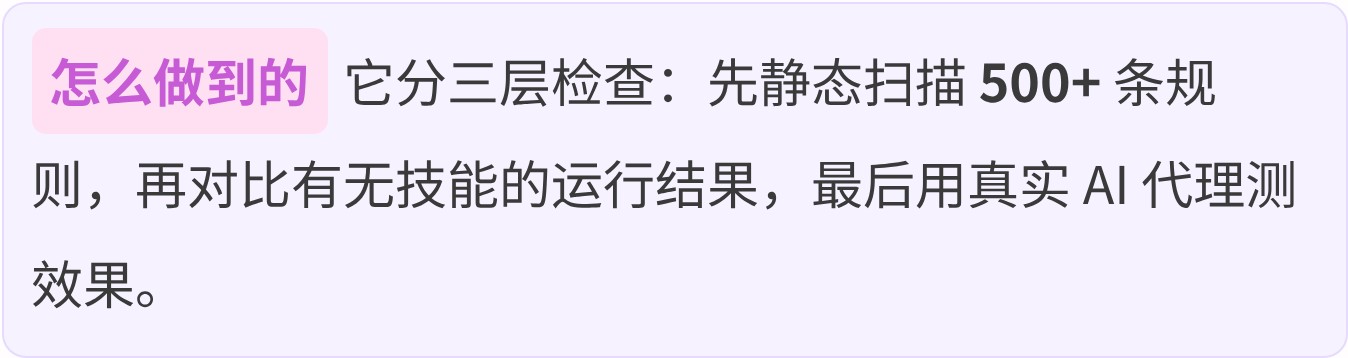 怎么做到的 它分三层检查：先静态扫描 500+ 条规
则，再对比有无技能的运行结果，最后用真实 AI 代理测
效果。